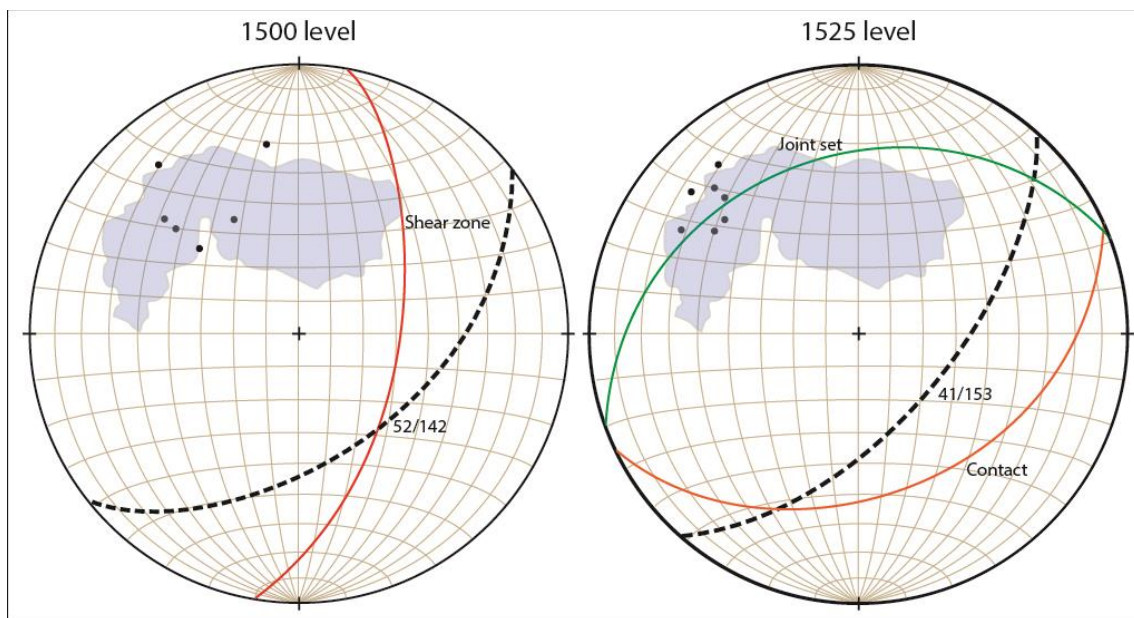 1500 level
1525 level
Joint set
Shear zone
52/142
41/153
Contact